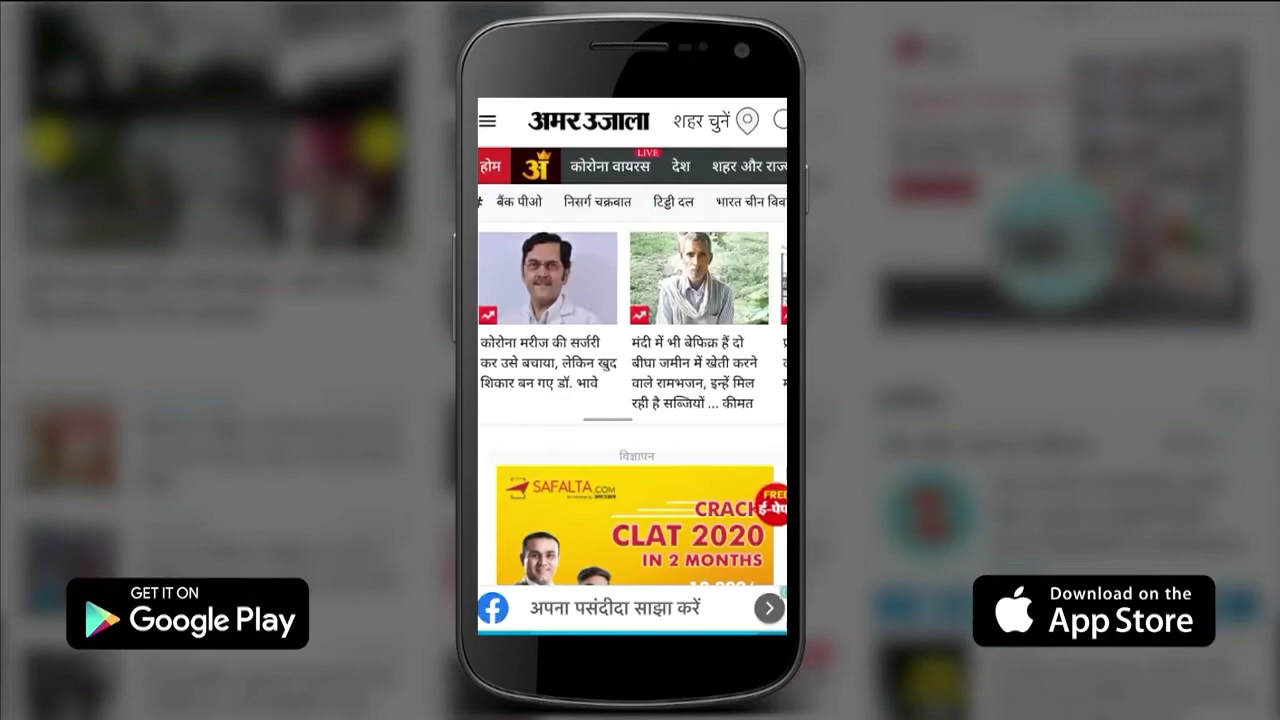 अमर उजाला
शहर चुनें
LIVE
होम
अ
कोरोना वायरस
देश
शहर और राज्
#
बैंक पीओ
निसर्ग चक्रवात
टिड्डी दल
भारत चीन विवा
कोरोना मरीज की सर्जरी
कर उसे बचाया, लेकिन खुद
शिकार बन गए डॉ. भावे
मंदी में भी बेफिक्र हैं दो
बीघा जमीन में खेती करने
वाले रामभजन, इन्हें मिल
रही है सब्जियों ... कीमत
विज्ञापन
SAFALTA.COM
CRACK
CLAT 2020
IN 2 MONTHS
FREE
ई-पेप
अपना पसंदीदा साझा करें
GET IT ON
Google Play
Download on the
App Store